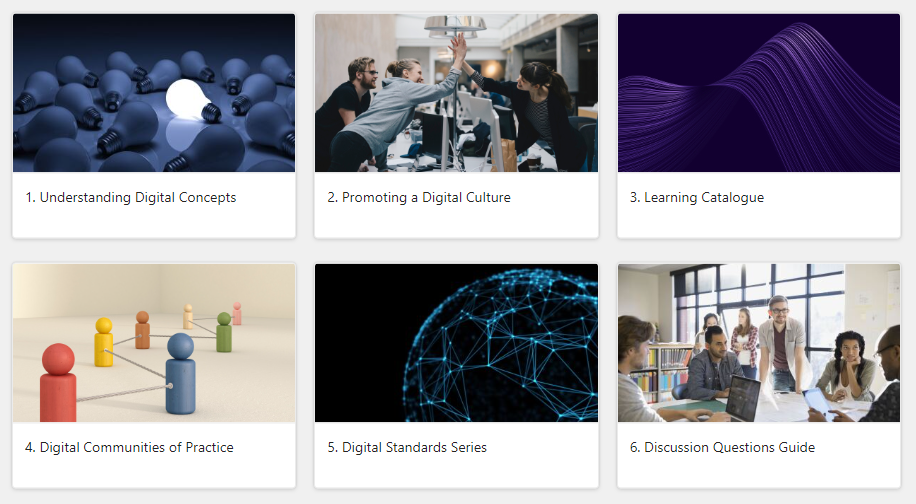 1. Understanding Digital Concepts
2. Promoting a Digital Culture
3. Learning Catalogue
4. Digital Communities of Practice
5. Digital Standards Series
6. Discussion Questions Guide